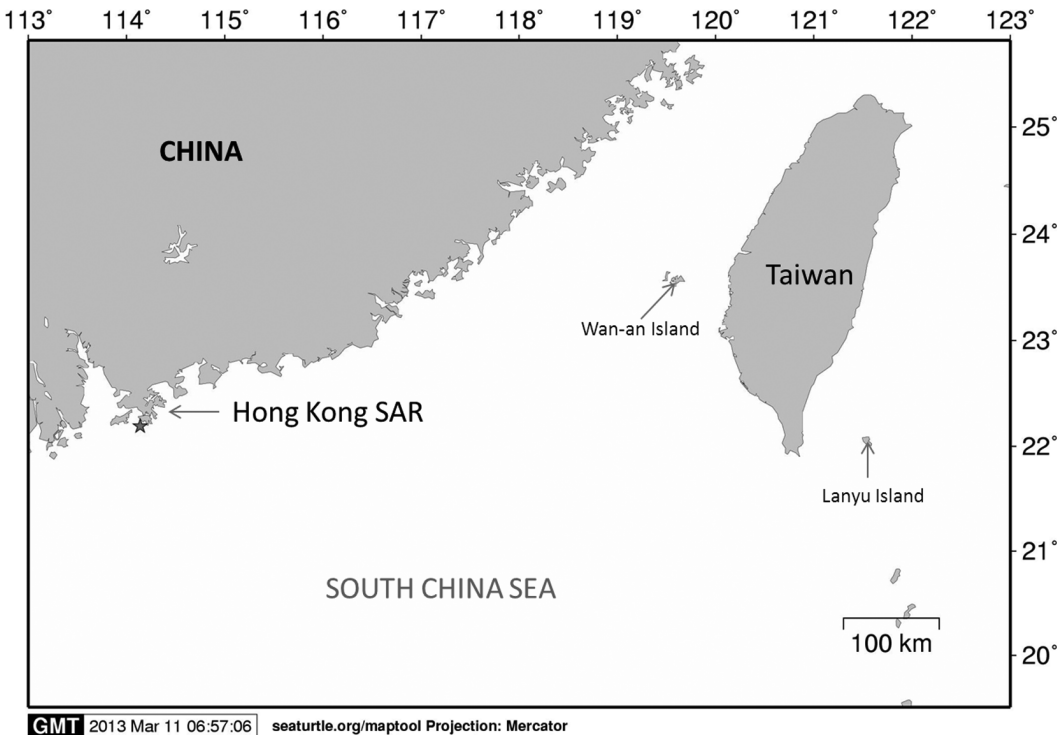 113° 114° 115° 116° 117° 118° 119° 120° 121° 122° 123°
25°
CHINA
24°
Taiwan
Wan-an Island
23°
Hong Kong SAR
22°
Lanyu Island
21°
SOUTH CHINA SEA
100 km
20°
GMT 2013 Mar 11 06:57:06 seaturtle.org/maptool Projection: Mercator